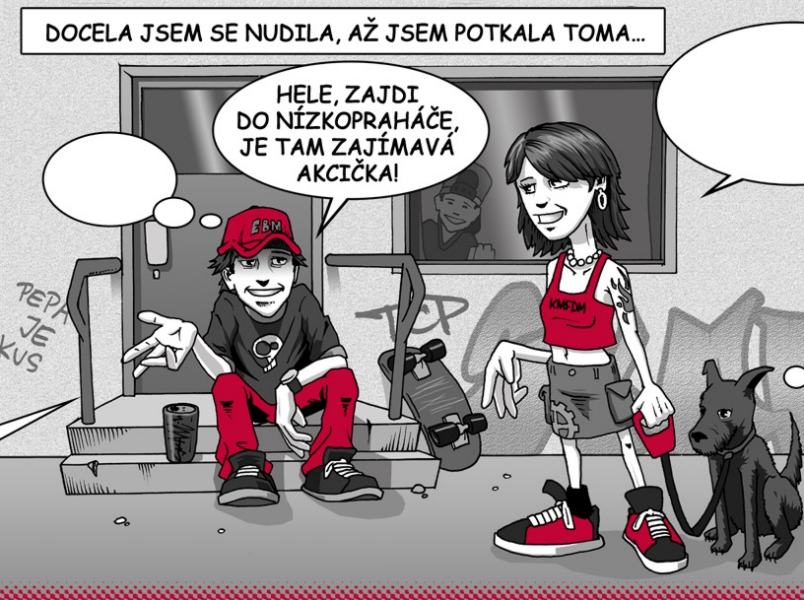 DOCELA JSEM SE NUDILA, AŽ JSEM POTKALA TOMA...
HELE, ZAJDI
DO NÍZKOPRAHÁČE,
JE TAM ZAJÍMAVÁ
AKCIČKA!
EBM
KMFDM
PEPA
JE
KUS
TCP